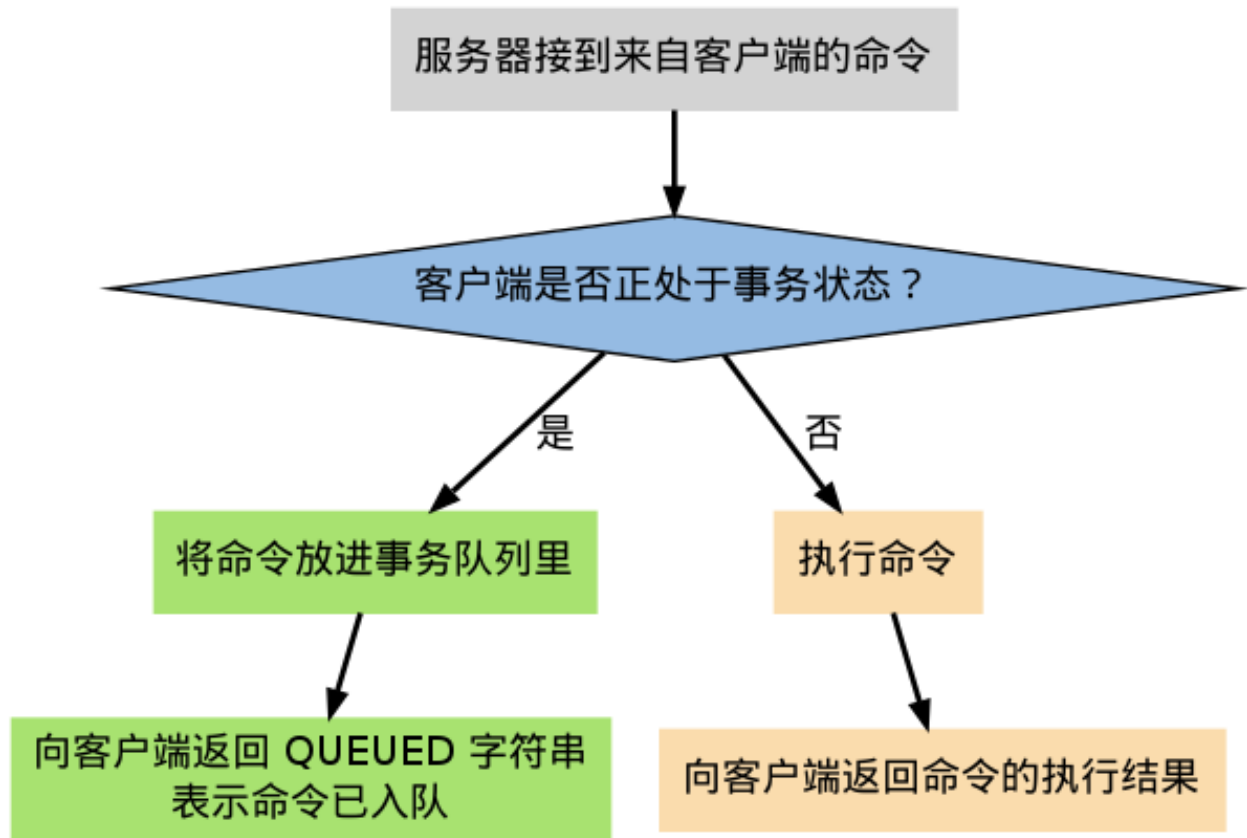 服务器接到来自客户端的命令
客户端是否正处于事务状态？
是
否
将命令放进事务队列里
执行命令
向客户端返回 QUEUED 字符串
表示命令已入队
向客户端返回命令的执行结果